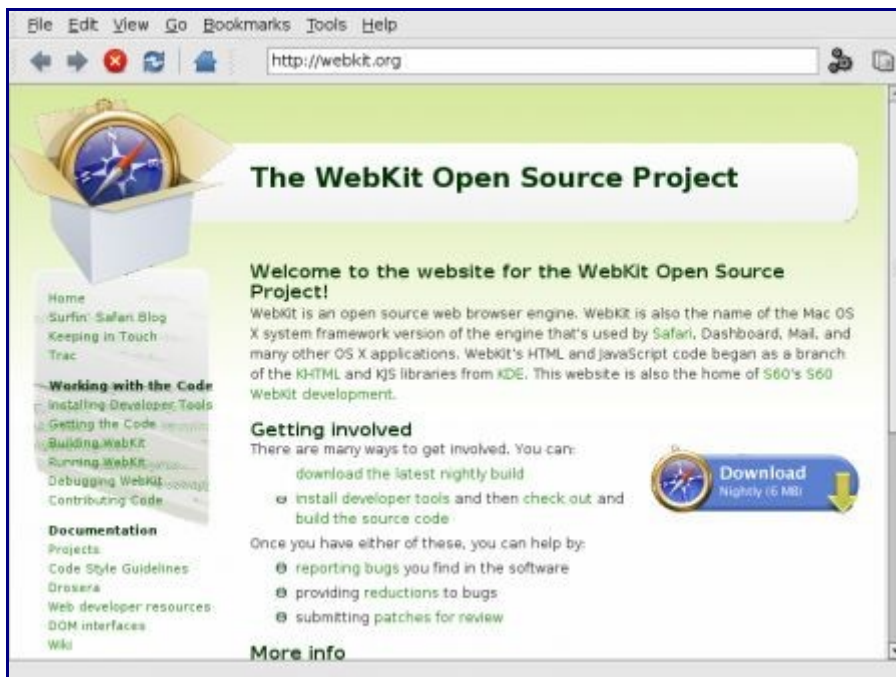 File Edit View Go Bookmarks Tools Help
http://webkit.org
The WebKit Open Source Project
Home
Surfin' Safari Blog
Keeping in Touch
Trac
Working with the Code
Installing Developer Tools
Getting the Code
Building WebKit
Running WebKit
Debugging WebKit
Contributing Code
Documentation
Projects
Code Style Guidelines
Drosera
Web developer resources
DOM interfaces
Wiki
Welcome to the website for the WebKit Open Source
Project!
WebKit is an open source web browser engine. WebKit is also the name of the Mac OS
X system framework version of the engine that's used by Safari, Dashboard, Mail, and
many other OS X applications. WebKit's HTML and JavaScript code began as a branch
of the KHTML and KJS libraries from KDE. This website is also the home of S60's S60
WebKit development.
Getting involved
There are many ways to get involved. You can:
download the latest nightly build
install developer tools and then check out and
build the source code
Download
Nightly (6 MB)
Once you have either of these, you can help by:
reporting bugs you find in the software
providing reductions to bugs
submitting patches for review
More info